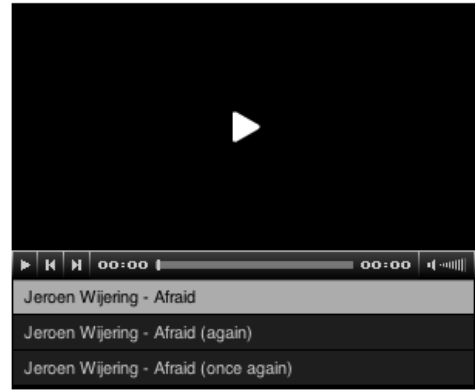 00:00 00:00
Jeroen Wijering - Afraid
Jeroen Wijering - Afraid (again)
Jeroen Wijering - Afraid (once again)